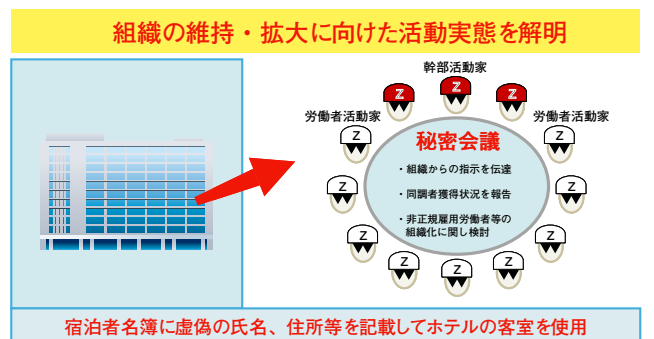 組織の維持・拡大に向けた活動実態を解明
幹部活動家
Z
Z
Z
労働者活動家
労働者活動家
Z
Z
秘密会議
・組織からの指示を伝達
・同調者獲得状況を報告
・非正規雇用労働者等の
組織化に関し検討
Z
Z
Z
Z
Z
Z
Z
宿泊者名簿に虚偽の氏名、住所等を記載してホテルの客室を使用